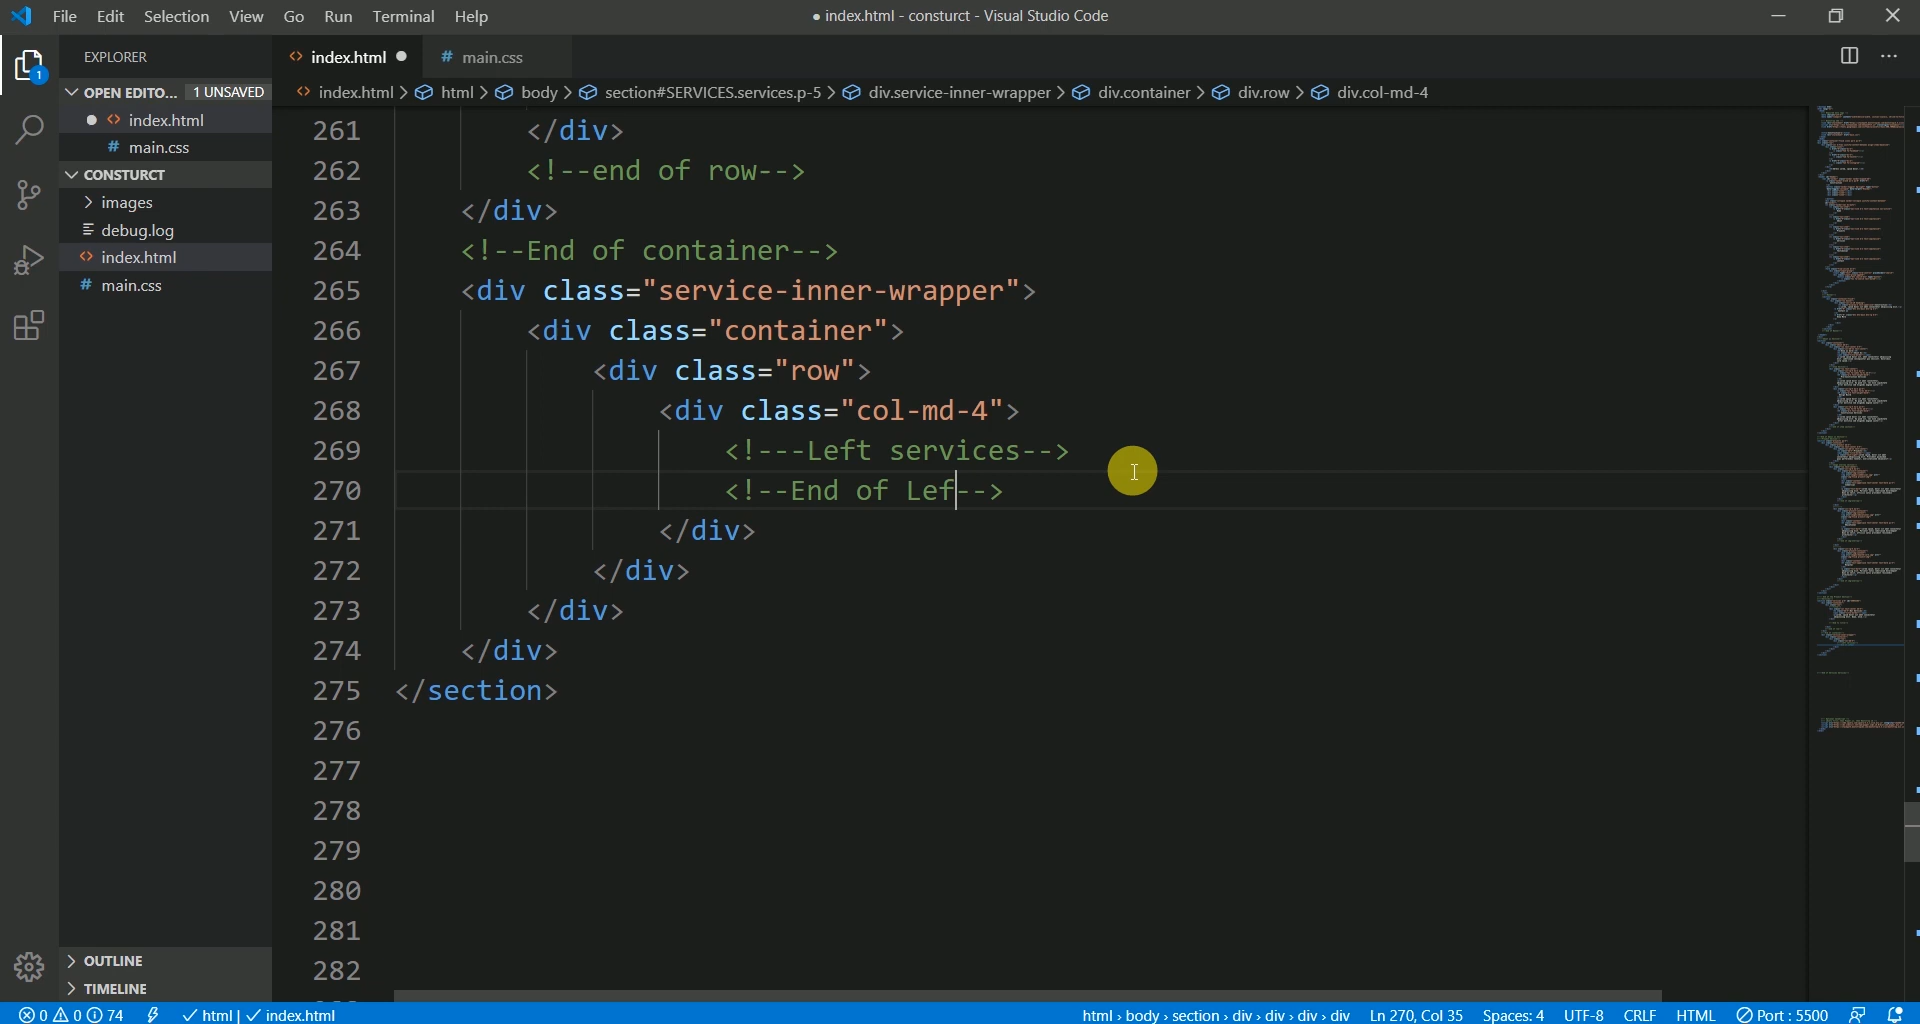 File Edit Selection View Go Run Terminal Help
● index.html - consturct - Visual Studio Code
EXPLORER
OPEN EDITO... 1 UNSAVED
index.html
main.css
CONSTURCT
images
debug.log
index.html
main.css
OUTLINE
TIMELINE
1
index.html
main.css
index.html > html > body > section#SERVICES.services.p-5 > div.service-inner-wrapper > div.container > div.row > div.col-md-4
261 </div>
262 <!--end of row-->
263 </div>
264 <!--End of container-->
265 <div class="service-inner-wrapper">
266 <div class="container">
267 <div class="row">
268 <div class="col-md-4">
269 <!---Left services-->
270 <!--End of Lef-->
271 </div>
272 </div>
273 </div>
274 </div>
275 </section>
276
277
278
279
280
281
282
0 0 74 html | index.html html › body › section › div › div › div › div Ln 270, Col 35 Spaces: 4 UTF-8 CRLF HTML Port : 5500